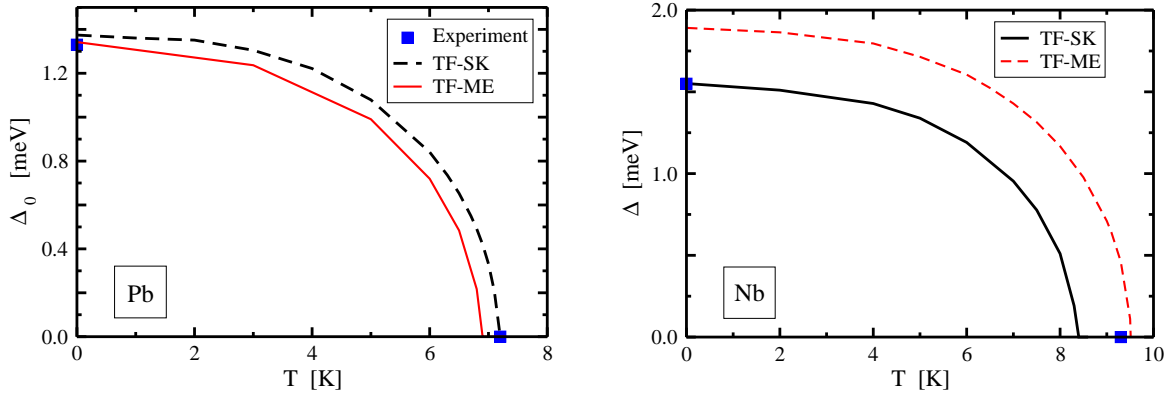 Experiment
TF-SK
TF-ME
1.2
0.8
0.4
0.0
Δ₀ [meV]
Pb
0 2 4 6 8
T [K]
TF-SK
TF-ME
2.0
1.0
0.0
Δ [meV]
Nb
0 2 4 6 8 10
T [K]